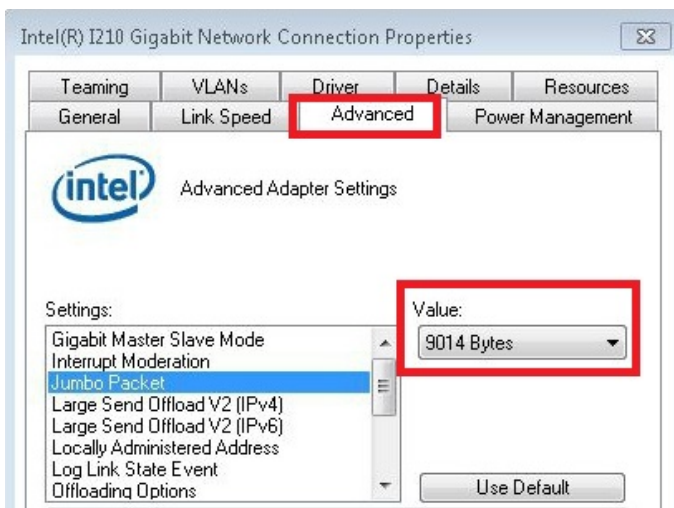 Intel(R) I210 Gigabit Network Connection Properties
Teaming VLANs Driver Details Resources
General Link Speed Advanced Power Management
intel Advanced Adapter Settings
Settings: Value:
Gigabit Master Slave Mode 9014 Bytes
Interrupt Moderation
Jumbo Packet
Large Send Offload V2 (IPv4)
Large Send Offload V2 (IPv6)
Locally Administered Address
Log Link State Event
Offloading Options Use Default